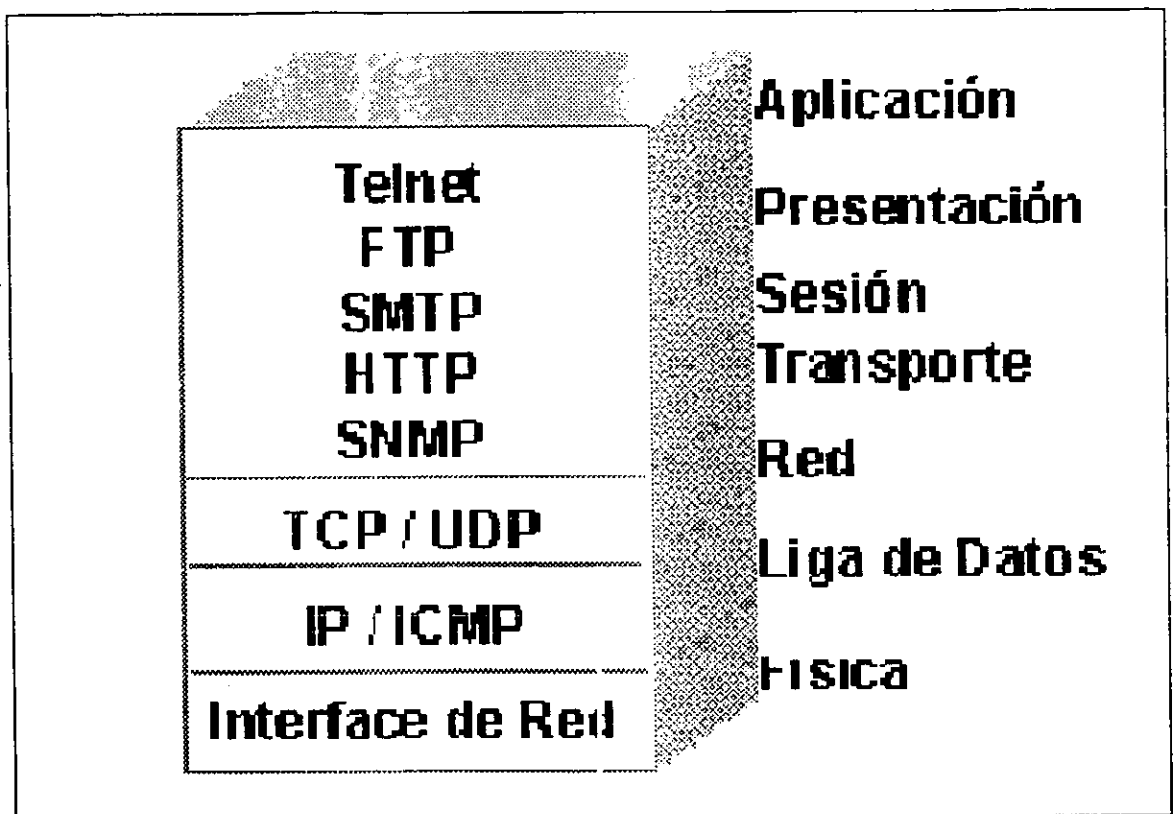 Telnet
FTP
SMTP
HTTP
SNMP
TCP / UDP
IP / ICMP
Interface de Red
Aplicación
Presentación
Sesión
Transporte
Red
Liga de Datos
Física